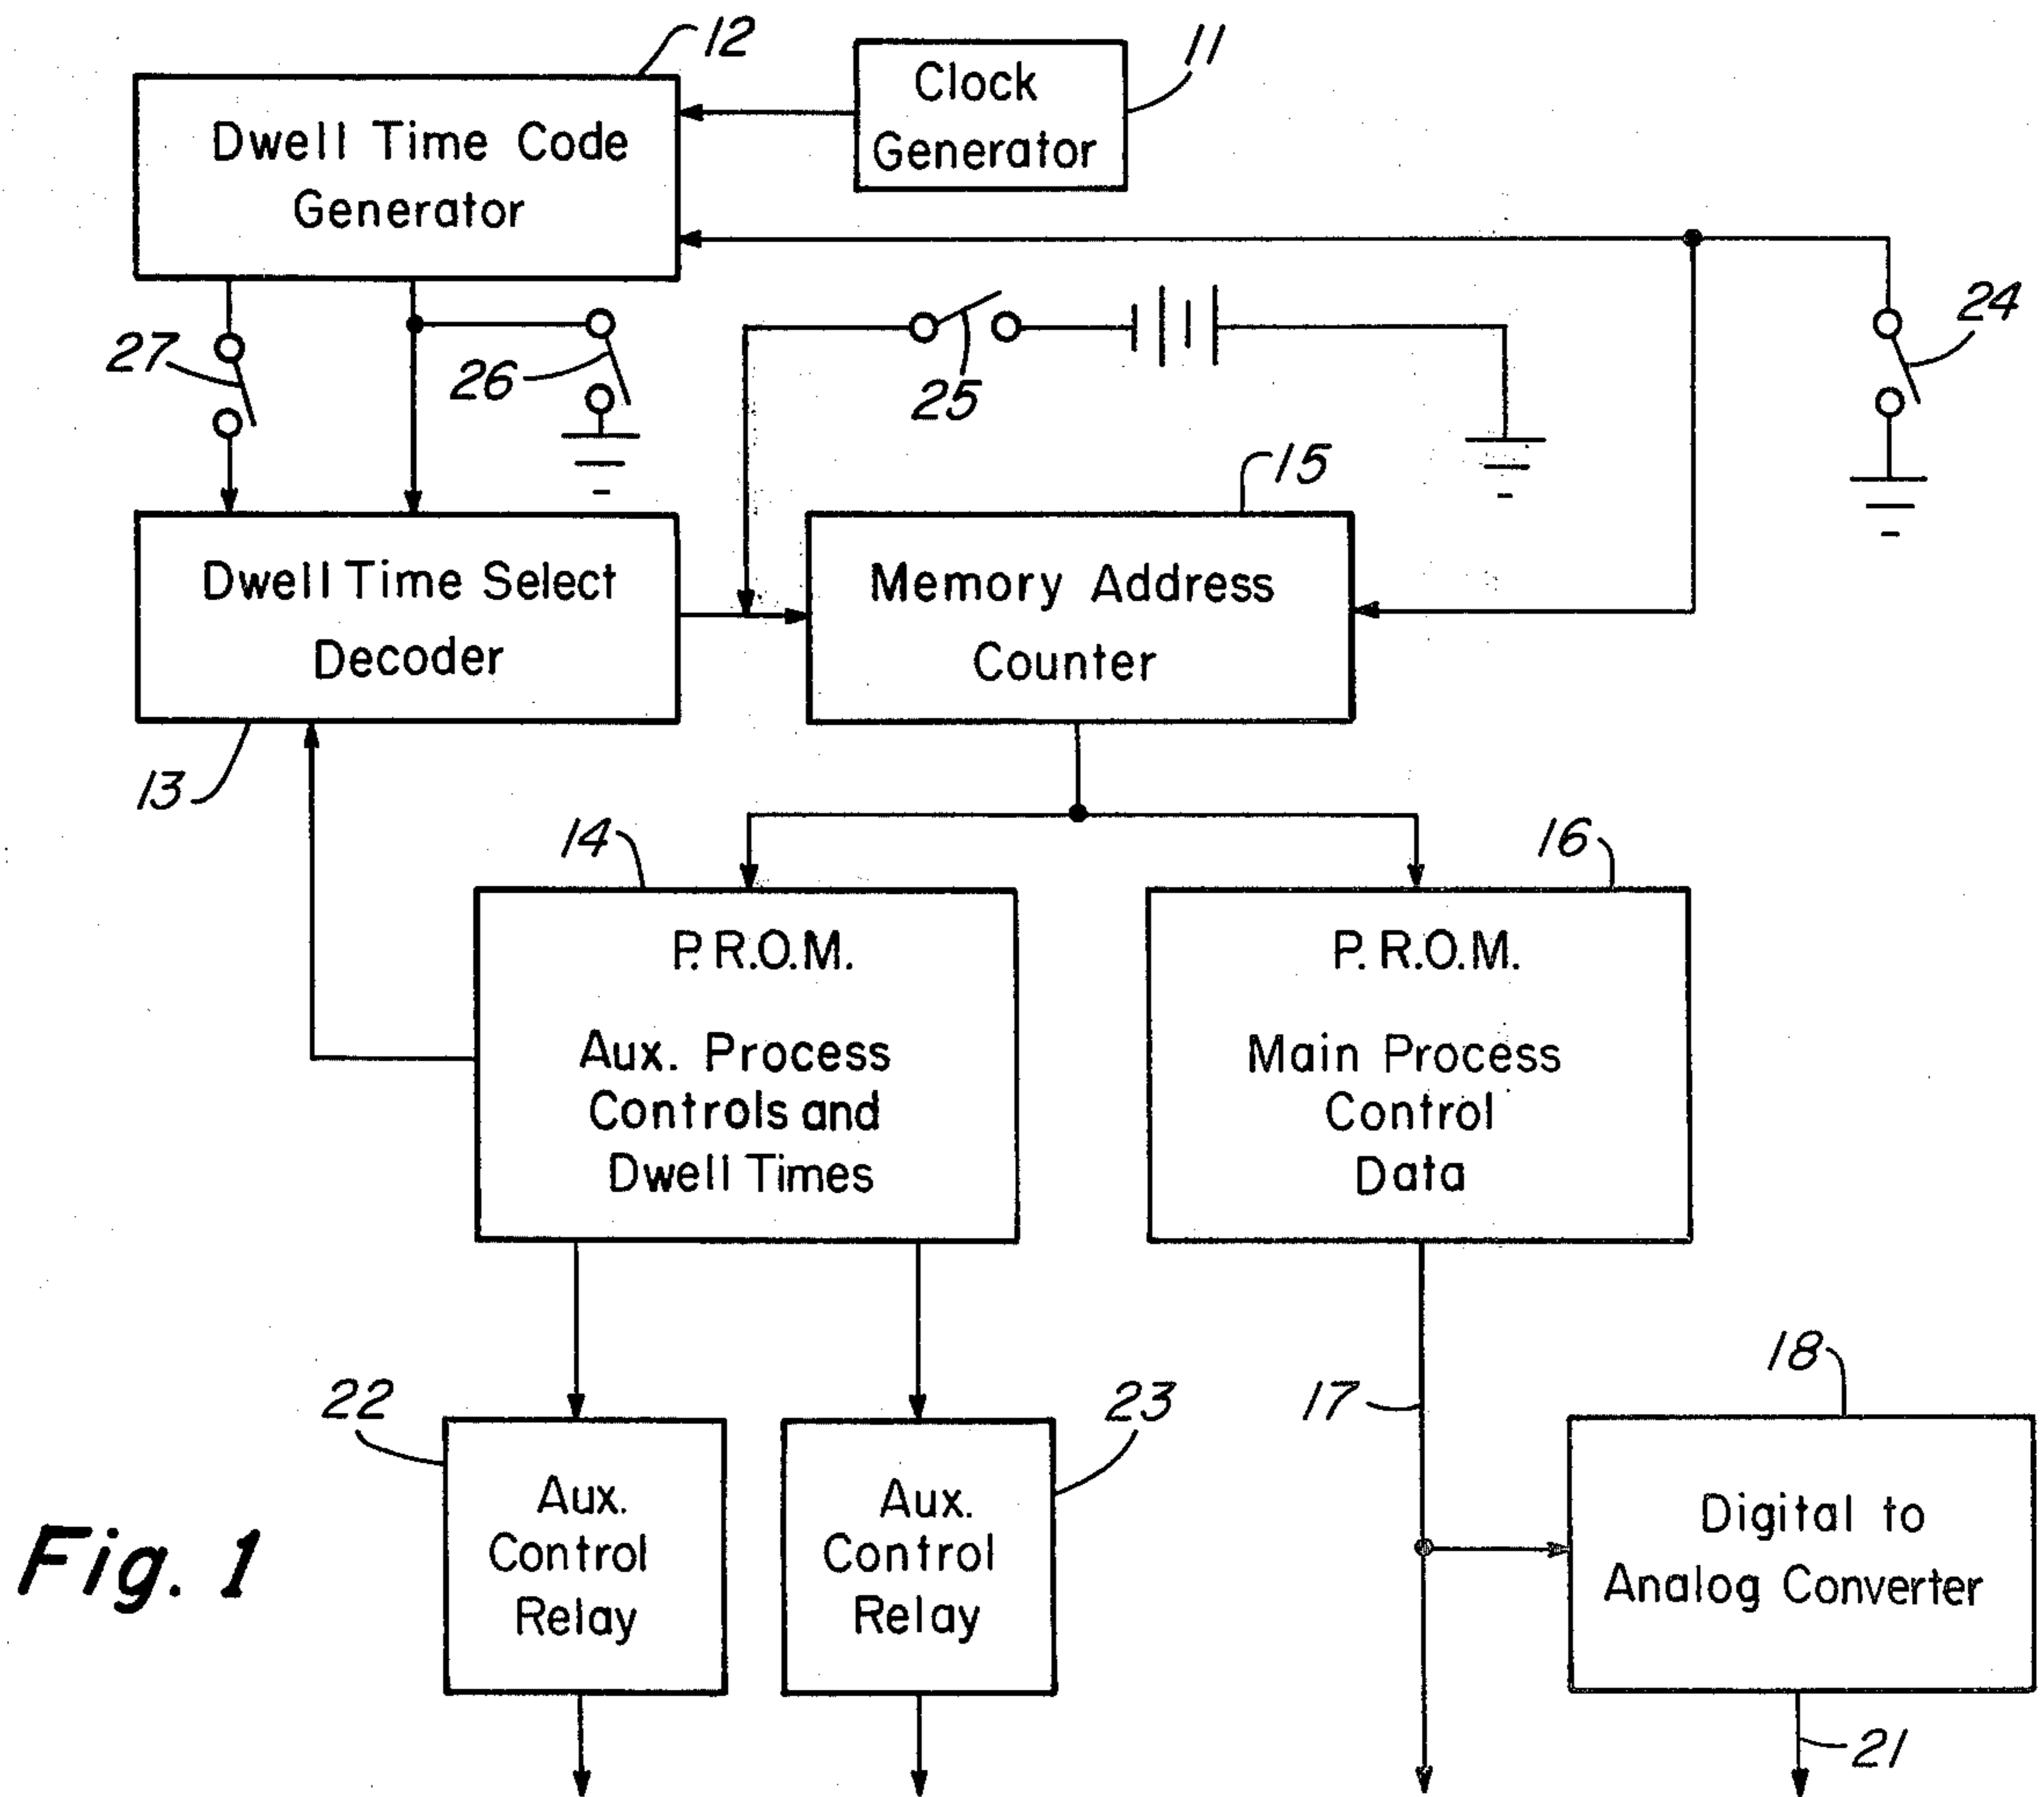 12
Clock
Generator
11
Dwell Time Code
Generator
27
26
25
24
15
Dwell Time Select
Decoder
Memory Address
Counter
13
14
16
P.R.O.M.
Aux. Process
Controls and
Dwell Times
P.R.O.M.
Main Process
Control
Data
22
23
17
18
Aux.
Control
Relay
Aux.
Control
Relay
Digital to
Analog Converter
21
Fig. 1